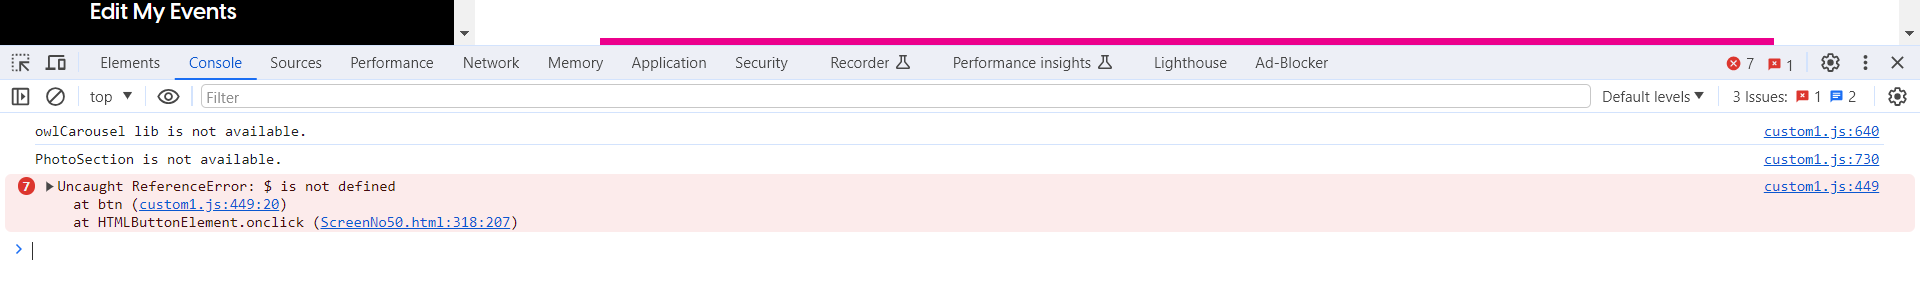 Edit My Events
Elements Console Sources Performance Network Memory Application Security Recorder Performance insights Lighthouse Ad-Blocker 7 1
top Filter Default levels 3 Issues: 1 2
owlCarousel lib is not available. custom1.js:640
PhotoSection is not available. custom1.js:730
7 Uncaught ReferenceError: $ is not defined custom1.js:449
at btn (custom1.js:449:20)
at HTMLButtonElement.onclick (ScreenNo50.html:318:207)